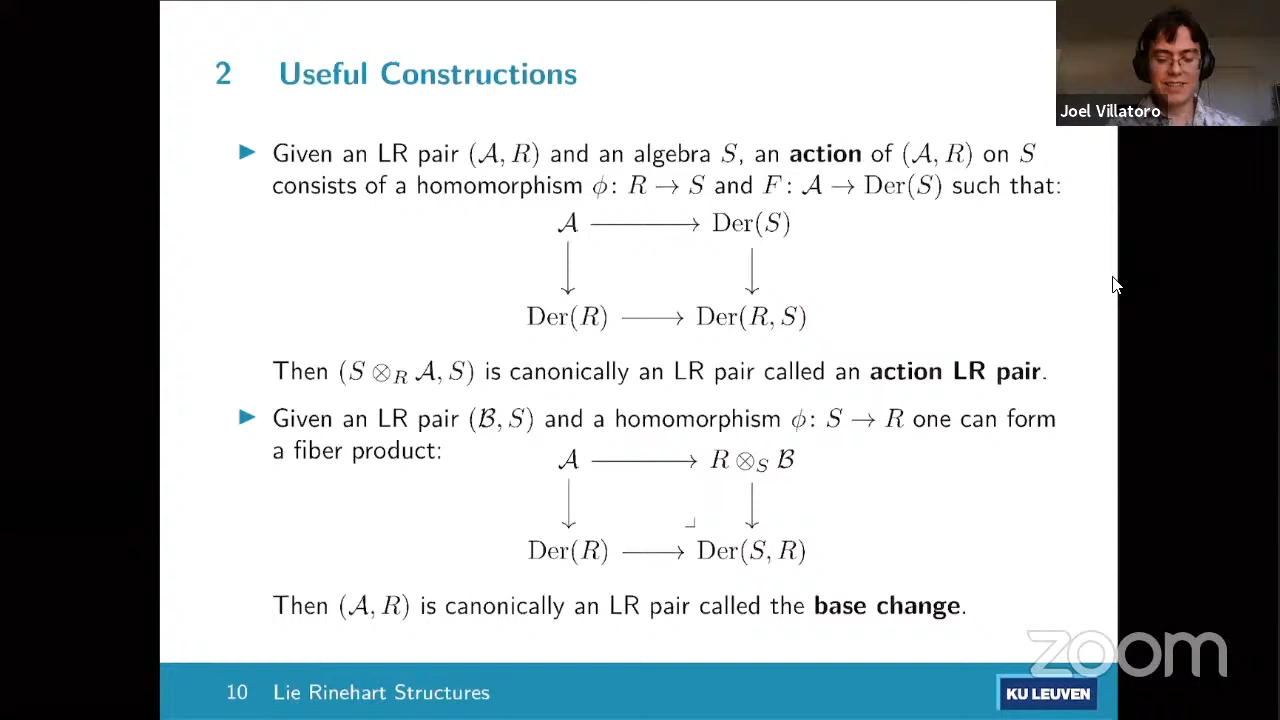 2 Useful Constructions
Joel Villatoro
▶ Given an LR pair (𝒜, R) and an algebra S, an action of (𝒜, R) on S
consists of a homomorphism ϕ: R → S and F: 𝒜 → Der(S) such that:
𝒜 ⟶ Der(S)
↓ ↓
Der(R) ⟶ Der(R, S)
Then (S ⊗_R 𝒜, S) is canonically an LR pair called an action LR pair.
▶ Given an LR pair (ℬ, S) and a homomorphism ϕ: S → R one can form
a fiber product:
𝒜 ⟶ R ⊗_S ℬ
↓ ⌟ ↓
Der(R) ⟶ Der(S, R)
Then (𝒜, R) is canonically an LR pair called the base change.
zoom
10 Lie Rinehart Structures
KU LEUVEN